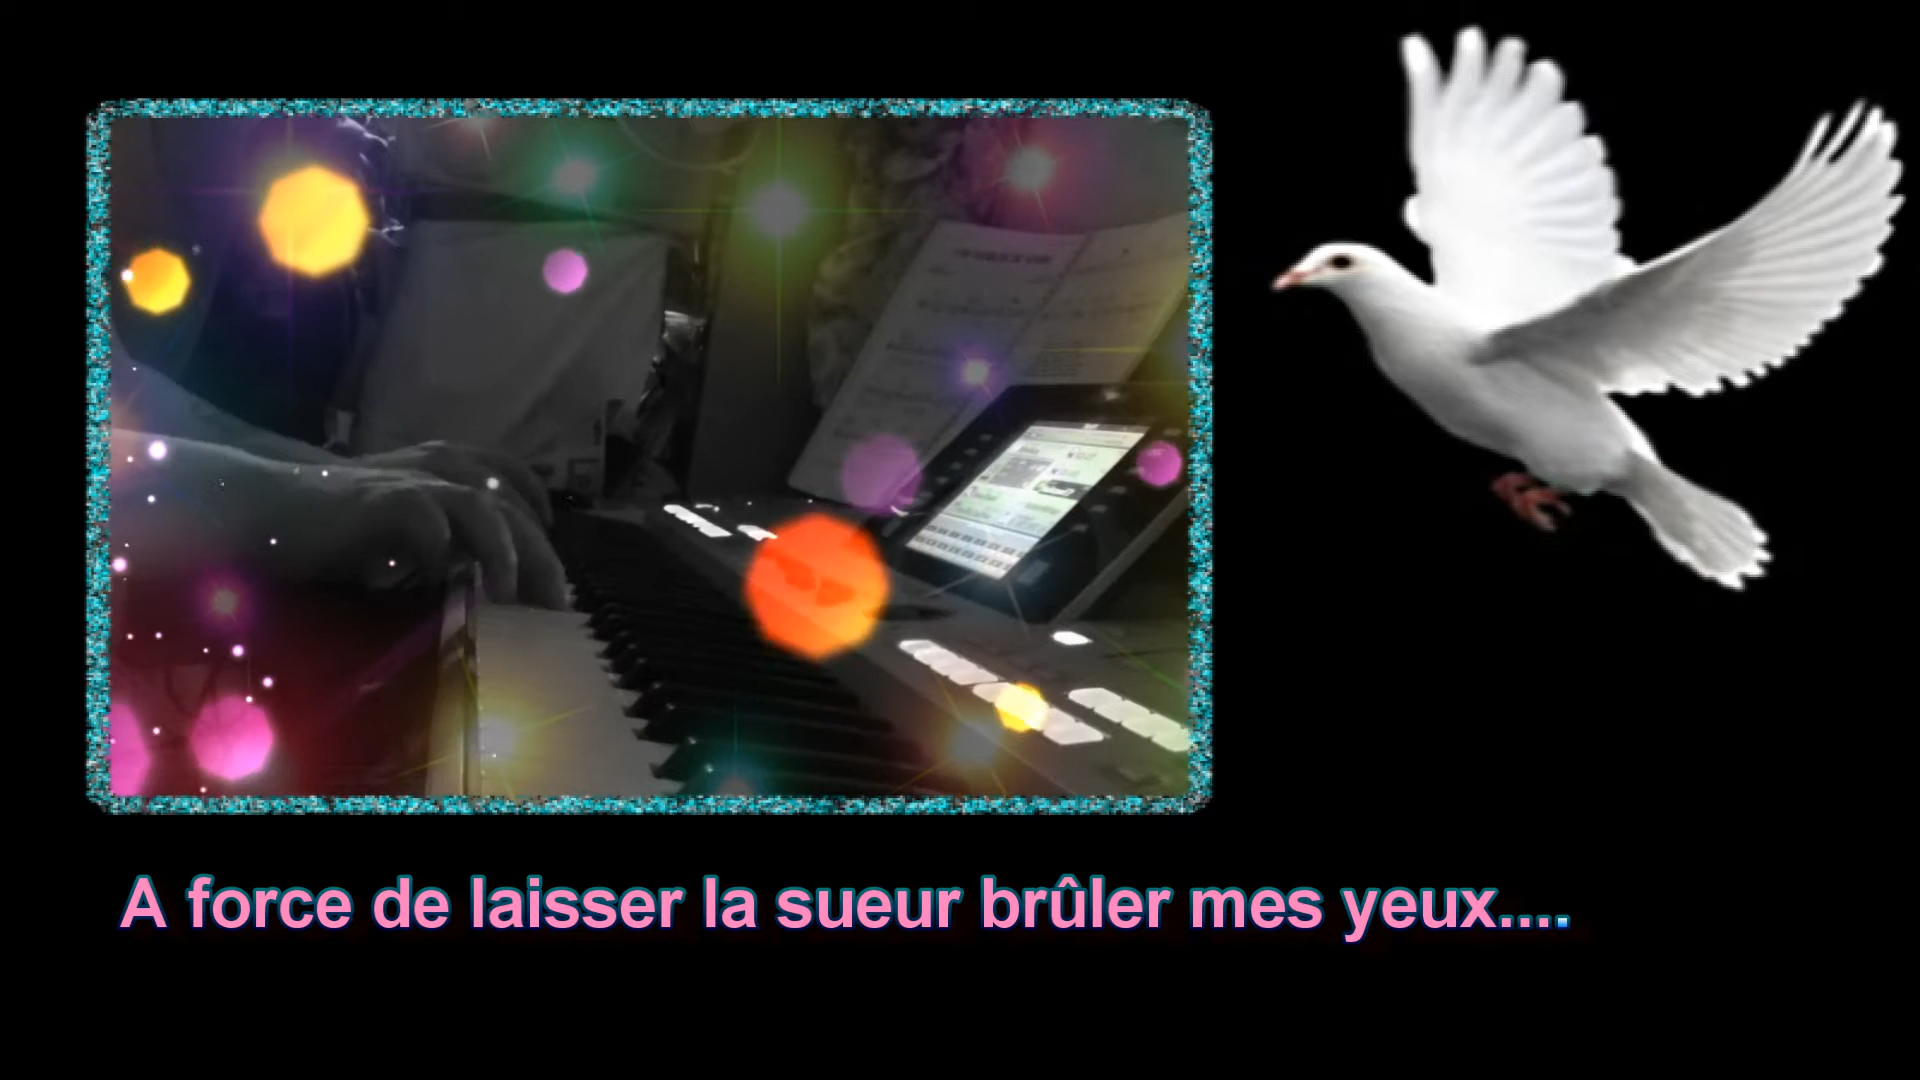 A force de laisser la sueur brûler mes yeux....